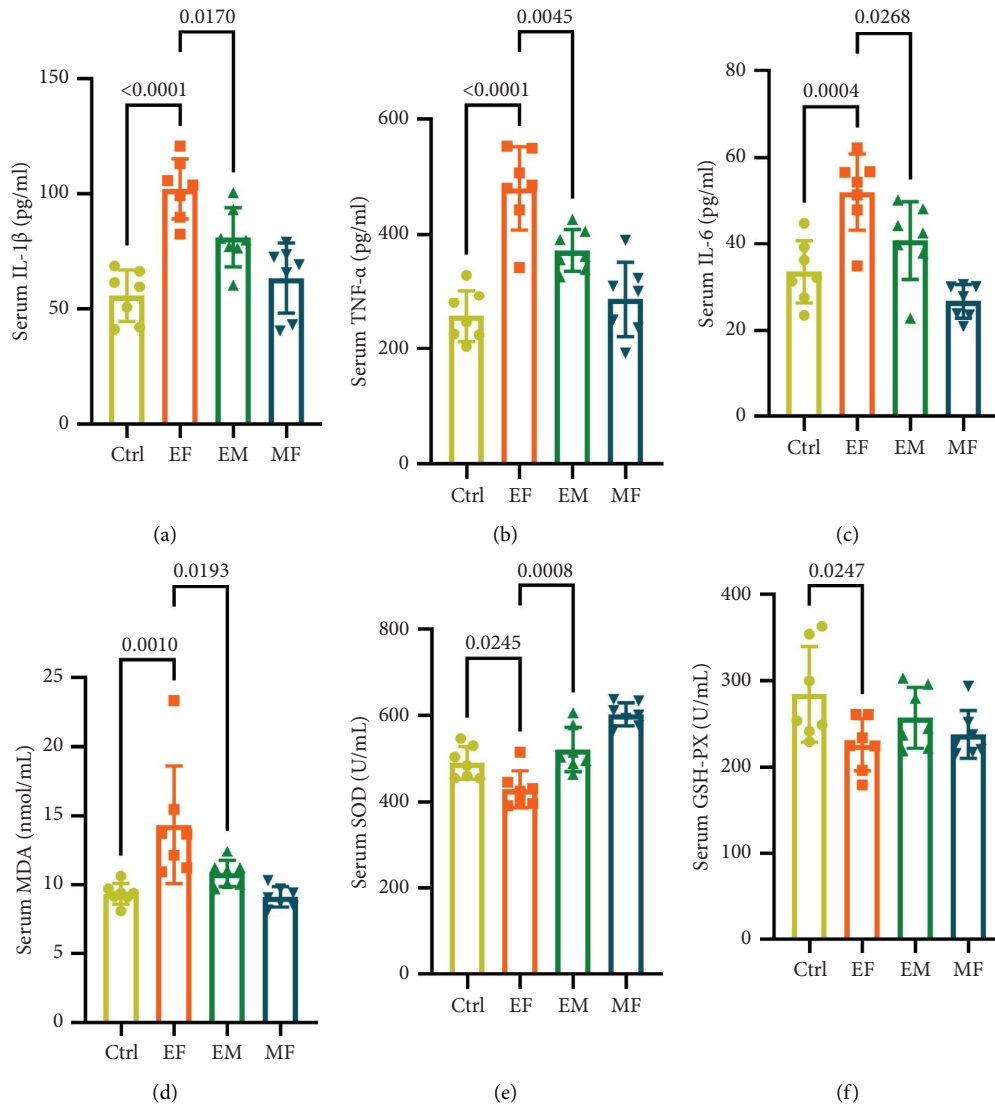 0.0170
<0.0001
Serum IL-1β (pg/ml)
150
100
50
0
Ctrl EF EM MF
(a)
0.0045
<0.0001
Serum TNF-α (pg/ml)
600
400
200
0
Ctrl EF EM MF
(b)
0.0268
0.0004
Serum IL-6 (pg/ml)
80
60
40
20
0
Ctrl EF EM MF
(c)
0.0193
0.0010
Serum MDA (nmol/mL)
25
20
15
10
5
0
Ctrl EF EM MF
(d)
0.0008
0.0245
Serum SOD (U/mL)
800
600
400
200
0
Ctrl EF EM MF
(e)
0.0247
Serum GSH-PX (U/mL)
400
300
200
100
0
Ctrl EF EM MF
(f)